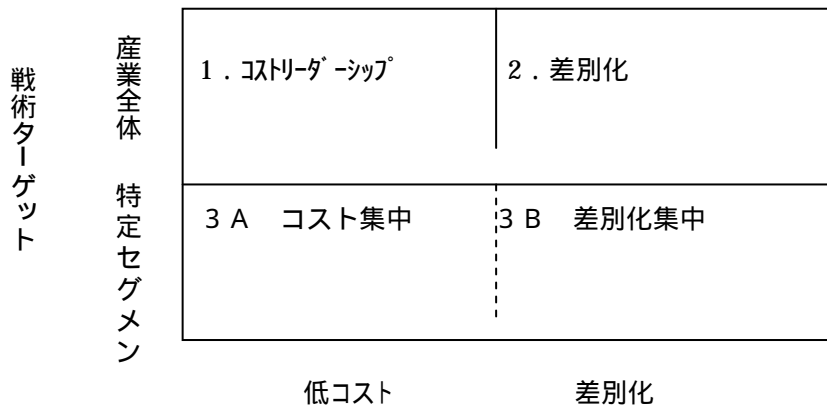 戦術ターゲット
産業全体
特定セグメン
1．ｺｽﾄﾘｰﾀﾞｰｼｯﾌﾟ
2．差別化
3A　コスト集中
3B　差別化集中
低コスト
差別化